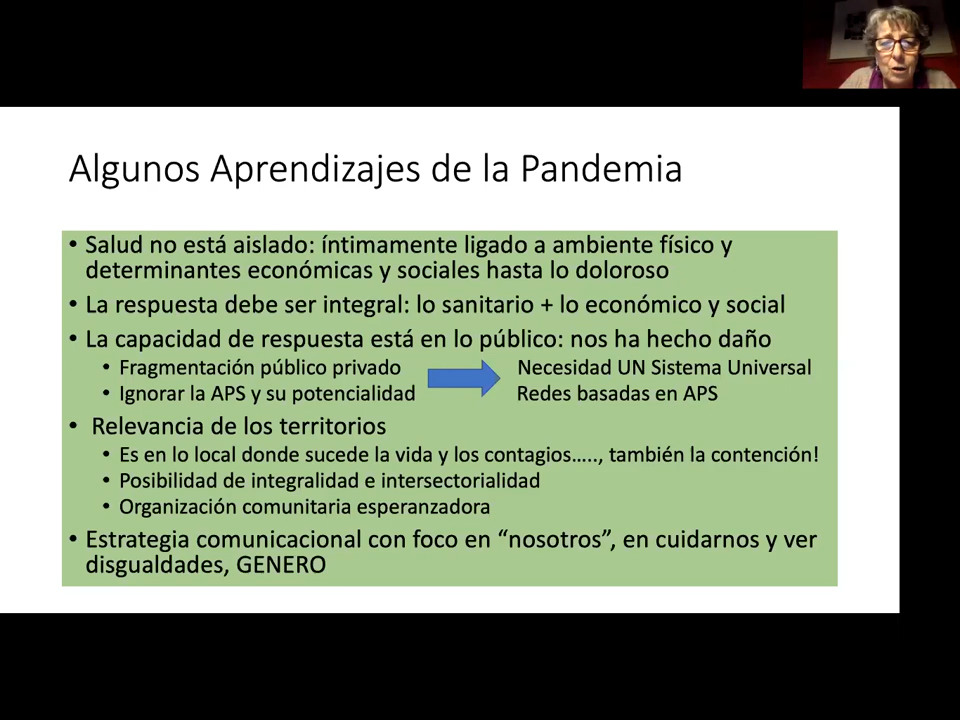 Algunos Aprendizajes de la Pandemia
• Salud no está aislado: íntimamente ligado a ambiente físico y
determinantes económicas y sociales hasta lo doloroso
• La respuesta debe ser integral: lo sanitario + lo económico y social
• La capacidad de respuesta está en lo público: nos ha hecho daño
• Fragmentación público privado Necesidad UN Sistema Universal
• Ignorar la APS y su potencialidad Redes basadas en APS
• Relevancia de los territorios
• Es en lo local donde sucede la vida y los contagios….., también la contención!
• Posibilidad de integralidad e intersectorialidad
• Organización comunitaria esperanzadora
• Estrategia comunicacional con foco en “nosotros”, en cuidarnos y ver
disgualdades, GENERO